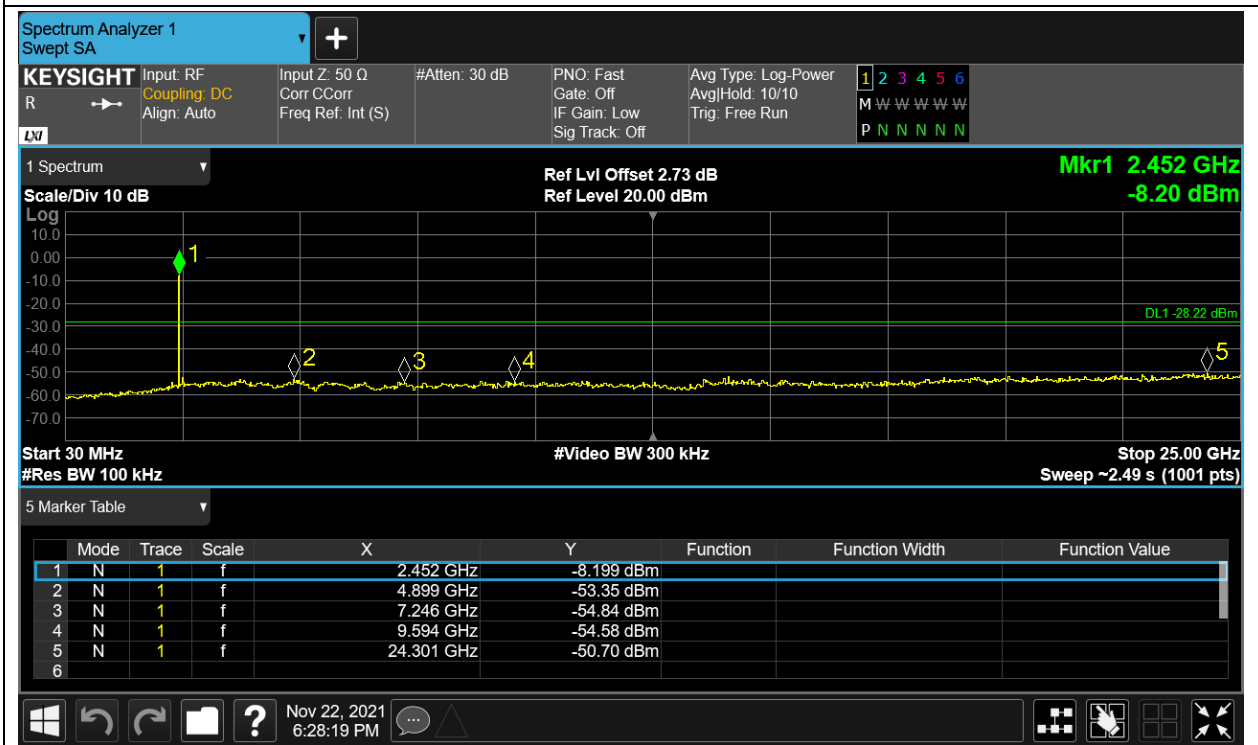 Spectrum Analyzer 1
Swept SA
KEYSIGHT
R
LXI
Input: RF
Coupling: DC
Align: Auto
Input Z: 50 Ω
Corr CCorr
Freq Ref: Int (S)
#Atten: 30 dB
PNO: Fast
Gate: Off
IF Gain: Low
Sig Track: Off
Avg Type: Log-Power
Avg|Hold: 10/10
Trig: Free Run
1 2 3 4 5 6
M W W W W W
P N N N N N
1 Spectrum
Scale/Div 10 dB
Ref Lvl Offset 2.73 dB
Ref Level 20.00 dBm
Mkr1 2.452 GHz
-8.20 dBm
Log
10.0
0.00
-10.0
-20.0
-30.0
-40.0
-50.0
-60.0
-70.0
1
2
3
4
5
DL1 -28.22 dBm
Start 30 MHz
#Res BW 100 kHz
#Video BW 300 kHz
Stop 25.00 GHz
Sweep ~2.49 s (1001 pts)
5 Marker Table
Mode Trace Scale X Y Function Function Width Function Value
1 N 1 f 2.452 GHz -8.199 dBm
2 N 1 f 4.899 GHz -53.35 dBm
3 N 1 f 7.246 GHz -54.84 dBm
4 N 1 f 9.594 GHz -54.58 dBm
5 N 1 f 24.301 GHz -50.70 dBm
6
?
Nov 22, 2021
6:28:19 PM